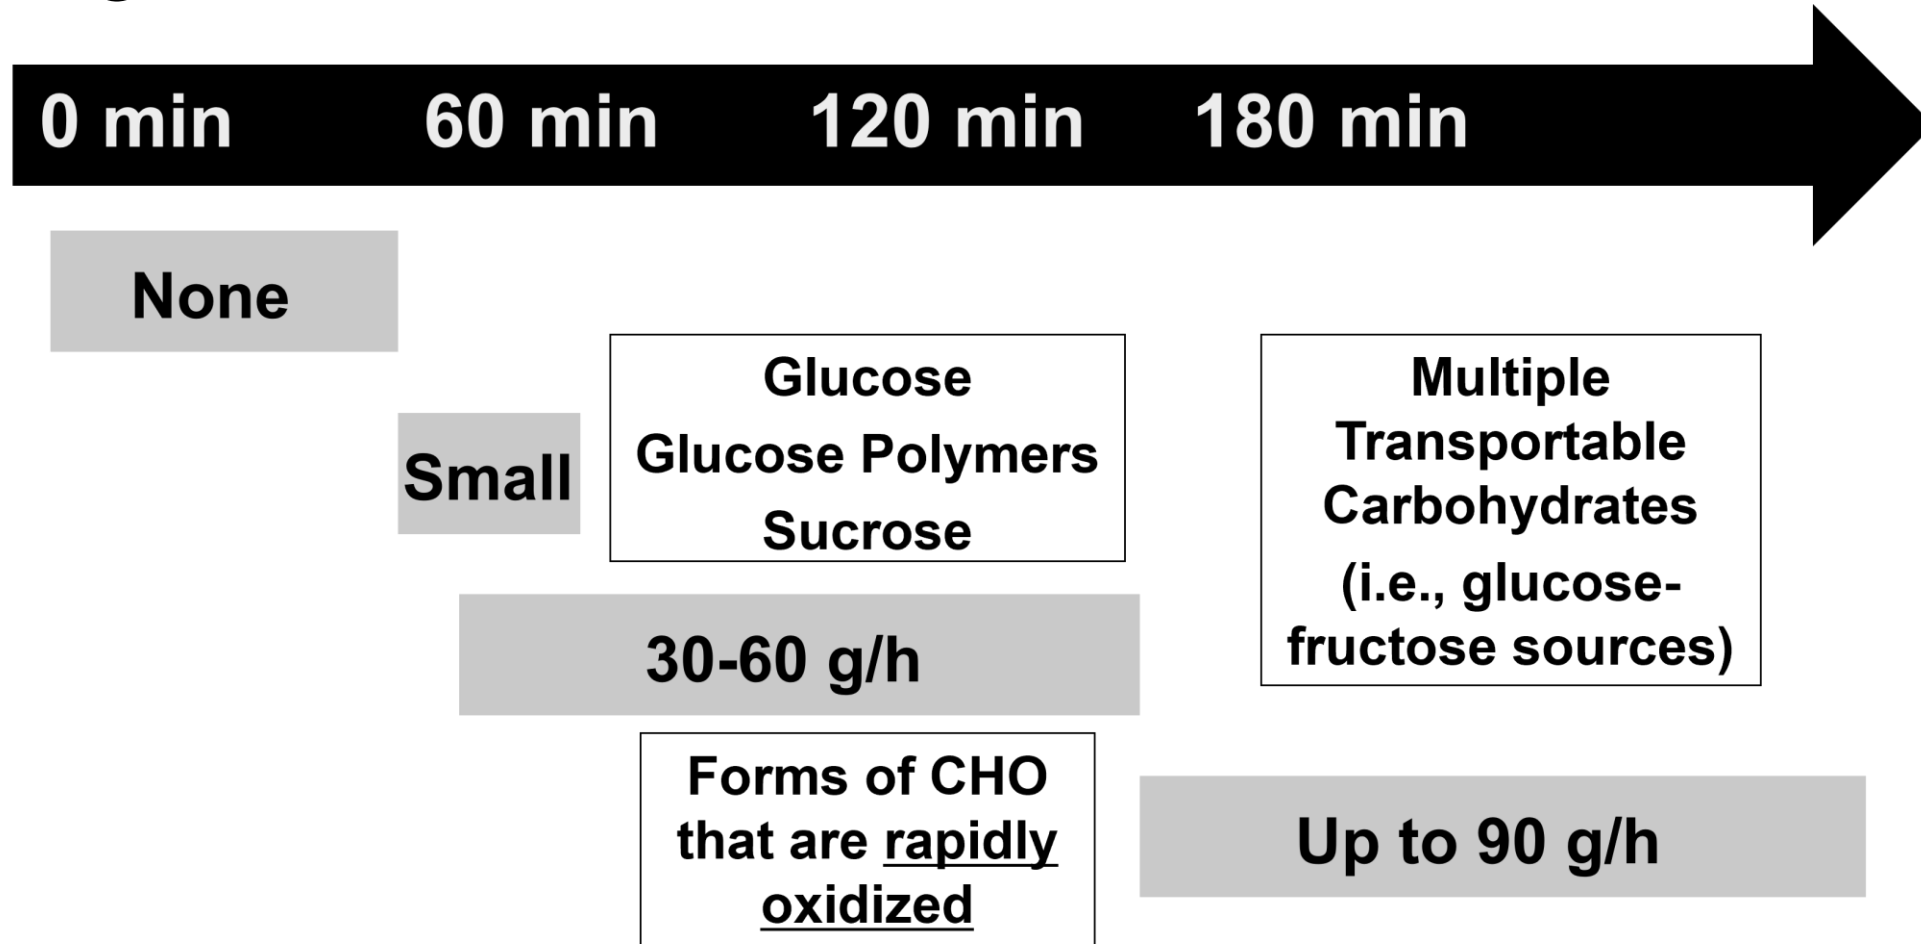 0 min 60 min 120 min 180 min
None
Small
Glucose
Glucose Polymers
Sucrose
Multiple
Transportable
Carbohydrates
(i.e., glucose-
fructose sources)
30-60 g/h
Forms of CHO
that are rapidly
oxidized
Up to 90 g/h